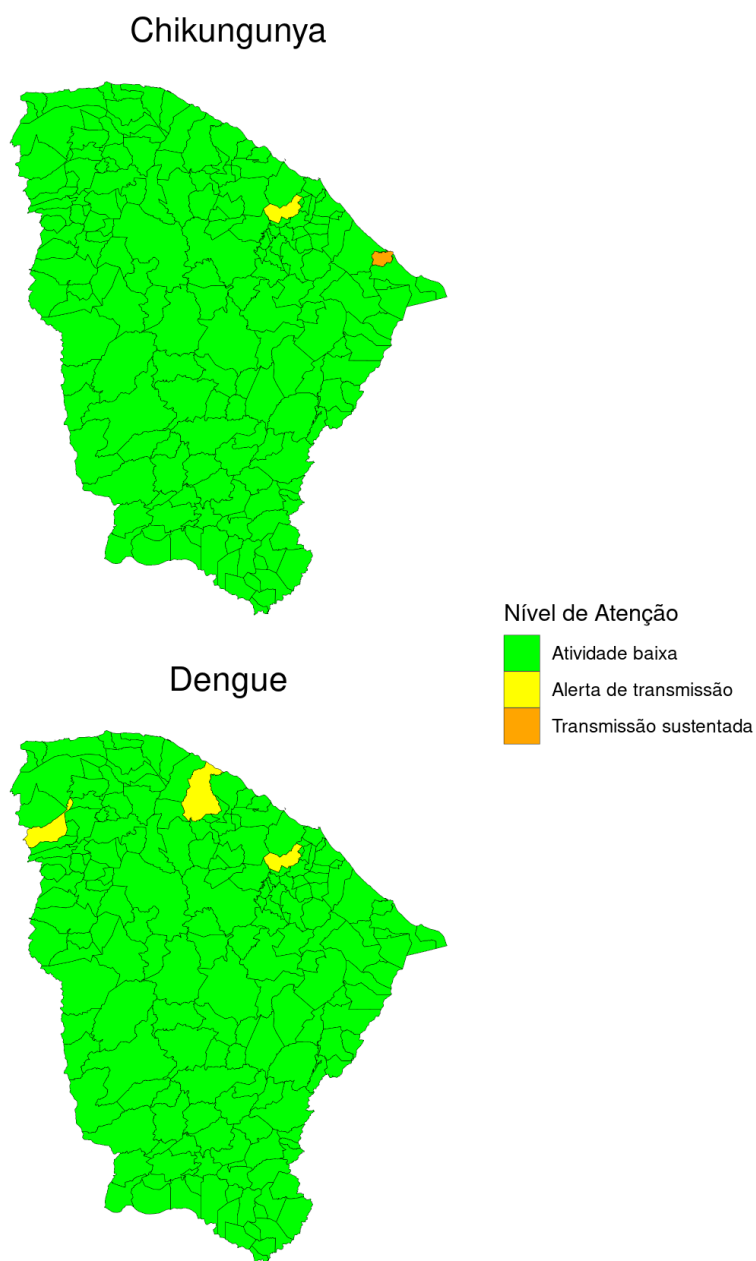 Chikungunya
Nível de Atenção
Atividade baixa
Alerta de transmissão
Transmissão sustentada
Dengue